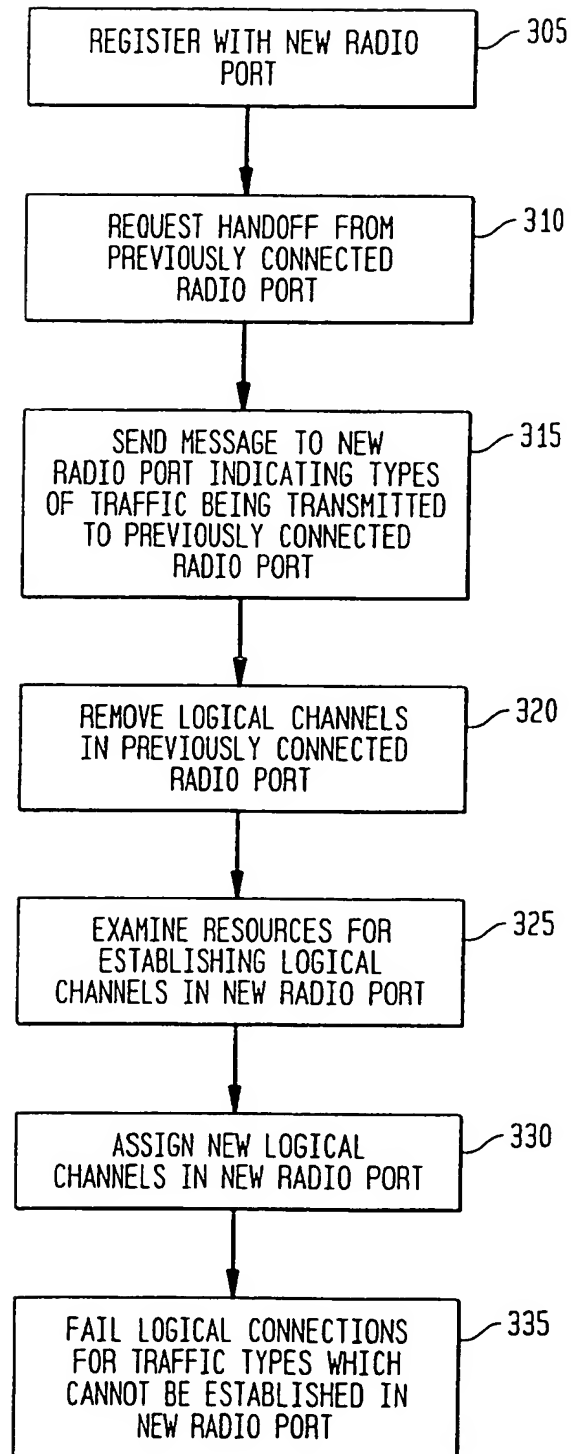 REGISTER WITH NEW RADIO
PORT
305
REQUEST HANDOFF FROM
PREVIOUSLY CONNECTED
RADIO PORT
310
SEND MESSAGE TO NEW
RADIO PORT INDICATING TYPES
OF TRAFFIC BEING TRANSMITTED
TO PREVIOUSLY CONNECTED
RADIO PORT
315
REMOVE LOGICAL CHANNELS
IN PREVIOUSLY CONNECTED
RADIO PORT
320
EXAMINE RESOURCES FOR
ESTABLISHING LOGICAL
CHANNELS IN NEW RADIO PORT
325
ASSIGN NEW LOGICAL
CHANNELS IN NEW RADIO PORT
330
FAIL LOGICAL CONNECTIONS
FOR TRAFFIC TYPES WHICH
CANNOT BE ESTABLISHED IN
NEW RADIO PORT
335